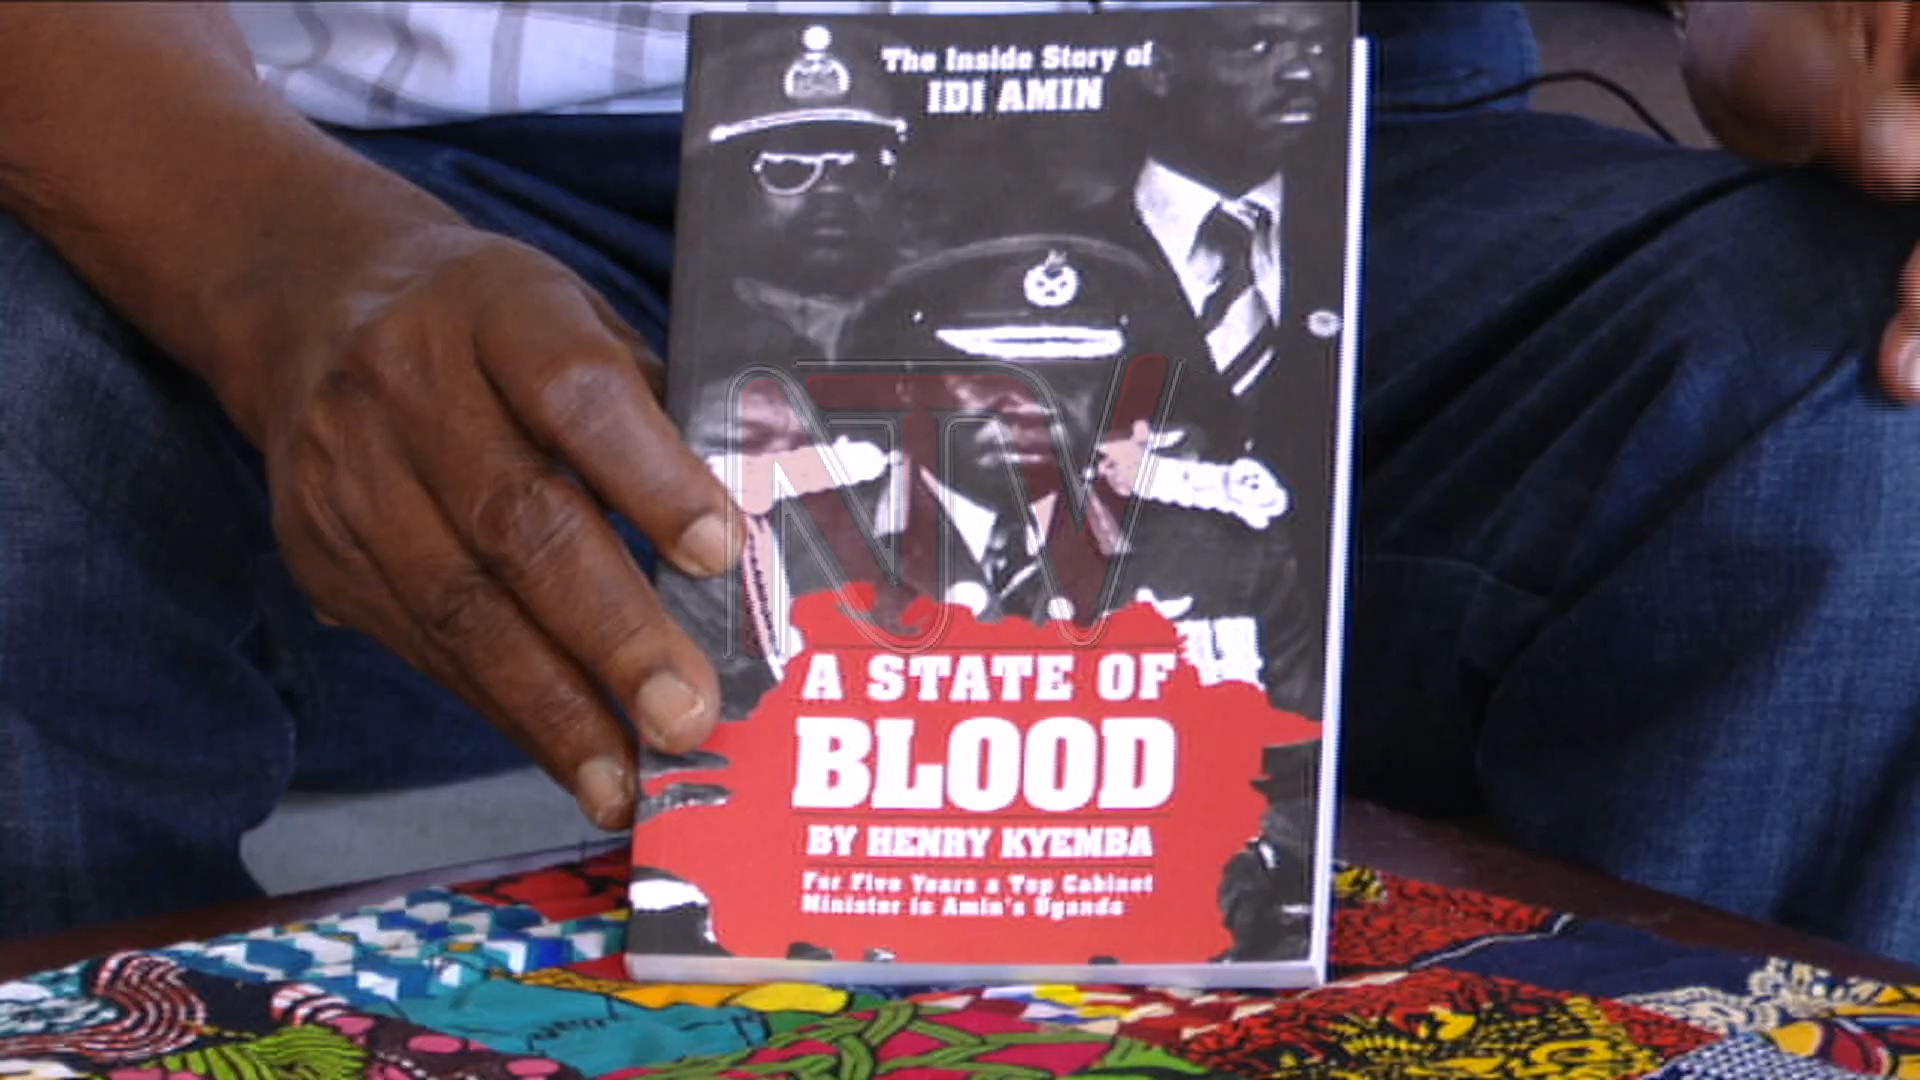 The Inside Story of
IDI AMIN
NTV
A STATE OF
BLOOD
BY HENRY KYEMBA
For Five Years a Top Cabinet
Minister in Amin's Uganda